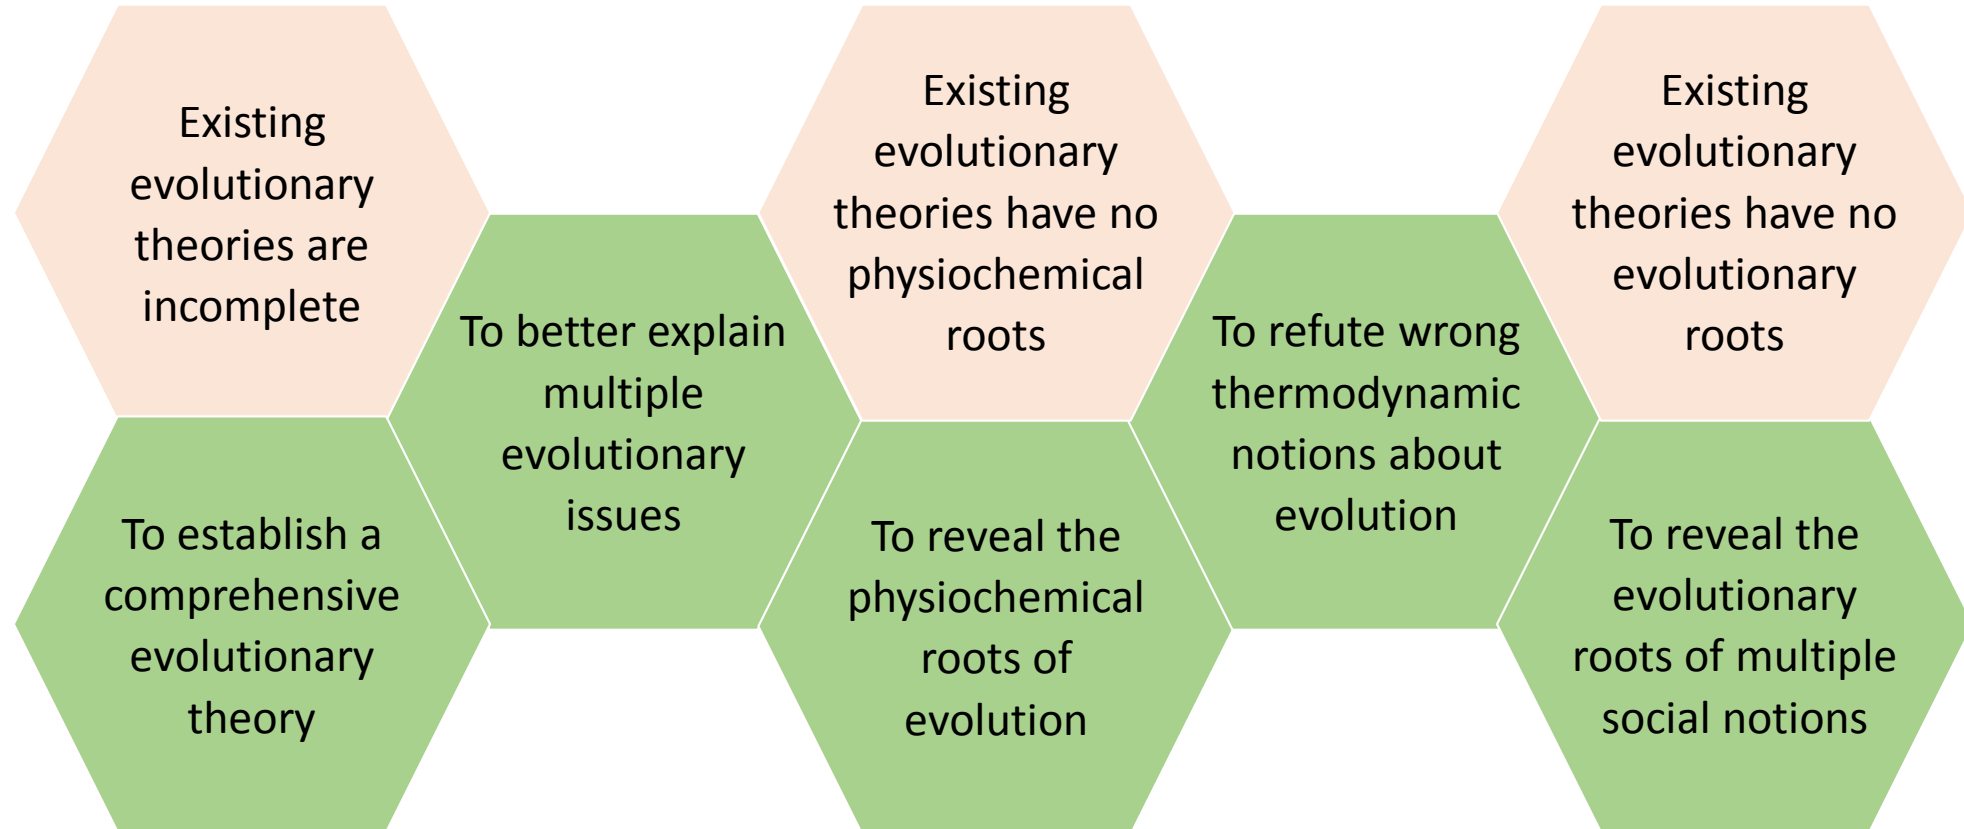 Existing
evolutionary
theories are
incomplete
To better explain
multiple
evolutionary
issues
Existing
evolutionary
theories have no
physiochemical
roots
To refute wrong
thermodynamic
notions about
evolution
Existing
evolutionary
theories have no
evolutionary
roots
To establish a
comprehensive
evolutionary
theory
To reveal the
physiochemical
roots of
evolution
To reveal the
evolutionary
roots of multiple
social notions